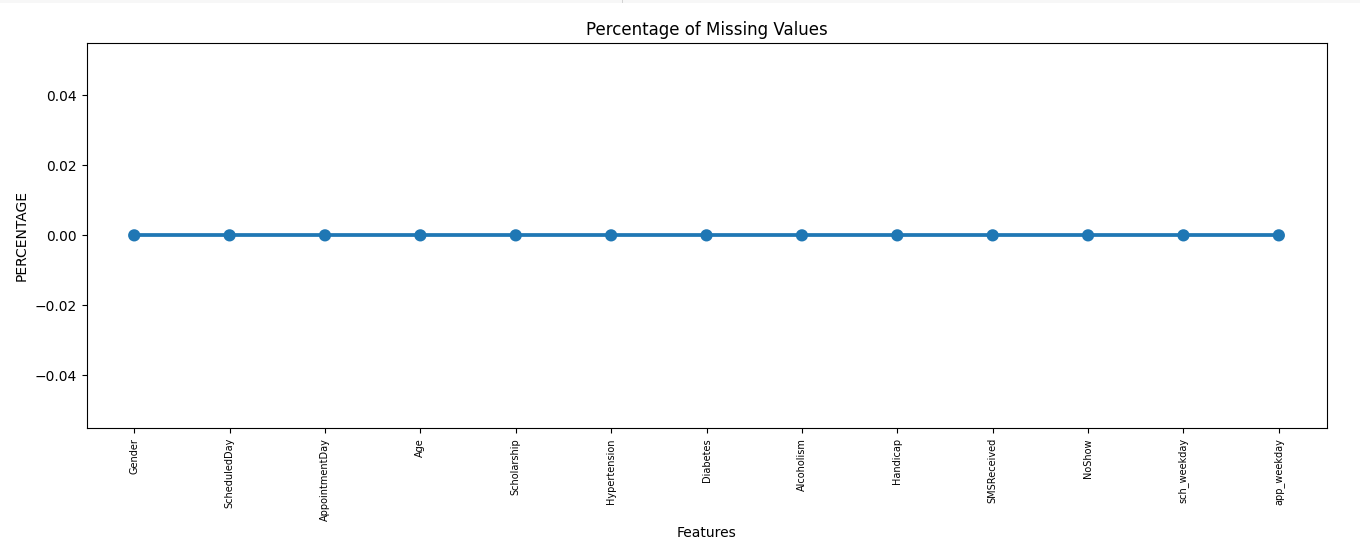 Percentage of Missing Values
PERCENTAGE
0.04
0.02
0.00
−0.02
−0.04
Gender
ScheduledDay
AppointmentDay
Age
Scholarship
Hypertension
Diabetes
Alcoholism
Handicap
SMSReceived
NoShow
sch_weekday
app_weekday
Features